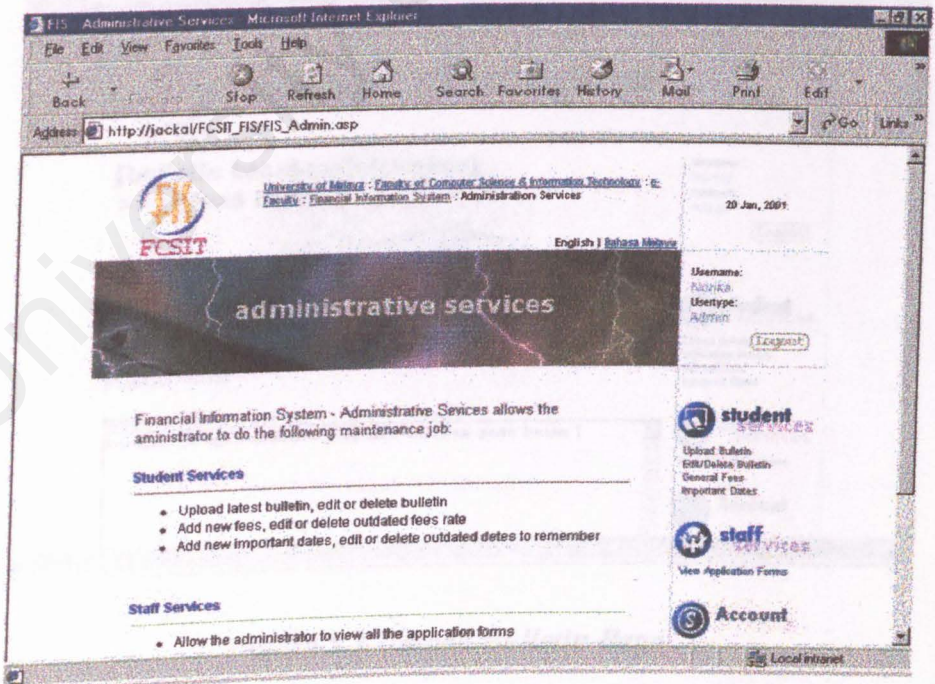 FIS Administrative Services Microsoft Internet Explorer
File Edit View Favorites Tools Help
Back Stop Refresh Home Search Favorites History Mail Print Edit
Address http://jackal/FCSIT_FIS/FIS_Admin.asp Go Links
FIS
FCSIT
University of Malaya : Faculty of Computer Science & Information Technology : e-
Faculty : Financial Information System : Administration Services
English | Bahasa Melayu
20 Jan, 2001
administrative services
Username:
Usertype:
Admin
Logout
Financial Information System - Administrative Sevices allows the
aministrator to do the following maintenance job:
Student Services
• Upload latest bulletin, edit or delete bulletin
• Add new fees, edit or delete outdated fees rate
• Add new important dates, edit or delete outdated detes to remember
Staff Services
• Allow the administrator to view all the application forms
student
services
Upload Bulletin
Edit/Delete Bulletin
General Fees
Important Dates
staff
services
View Application Forms
Account
Local intranet